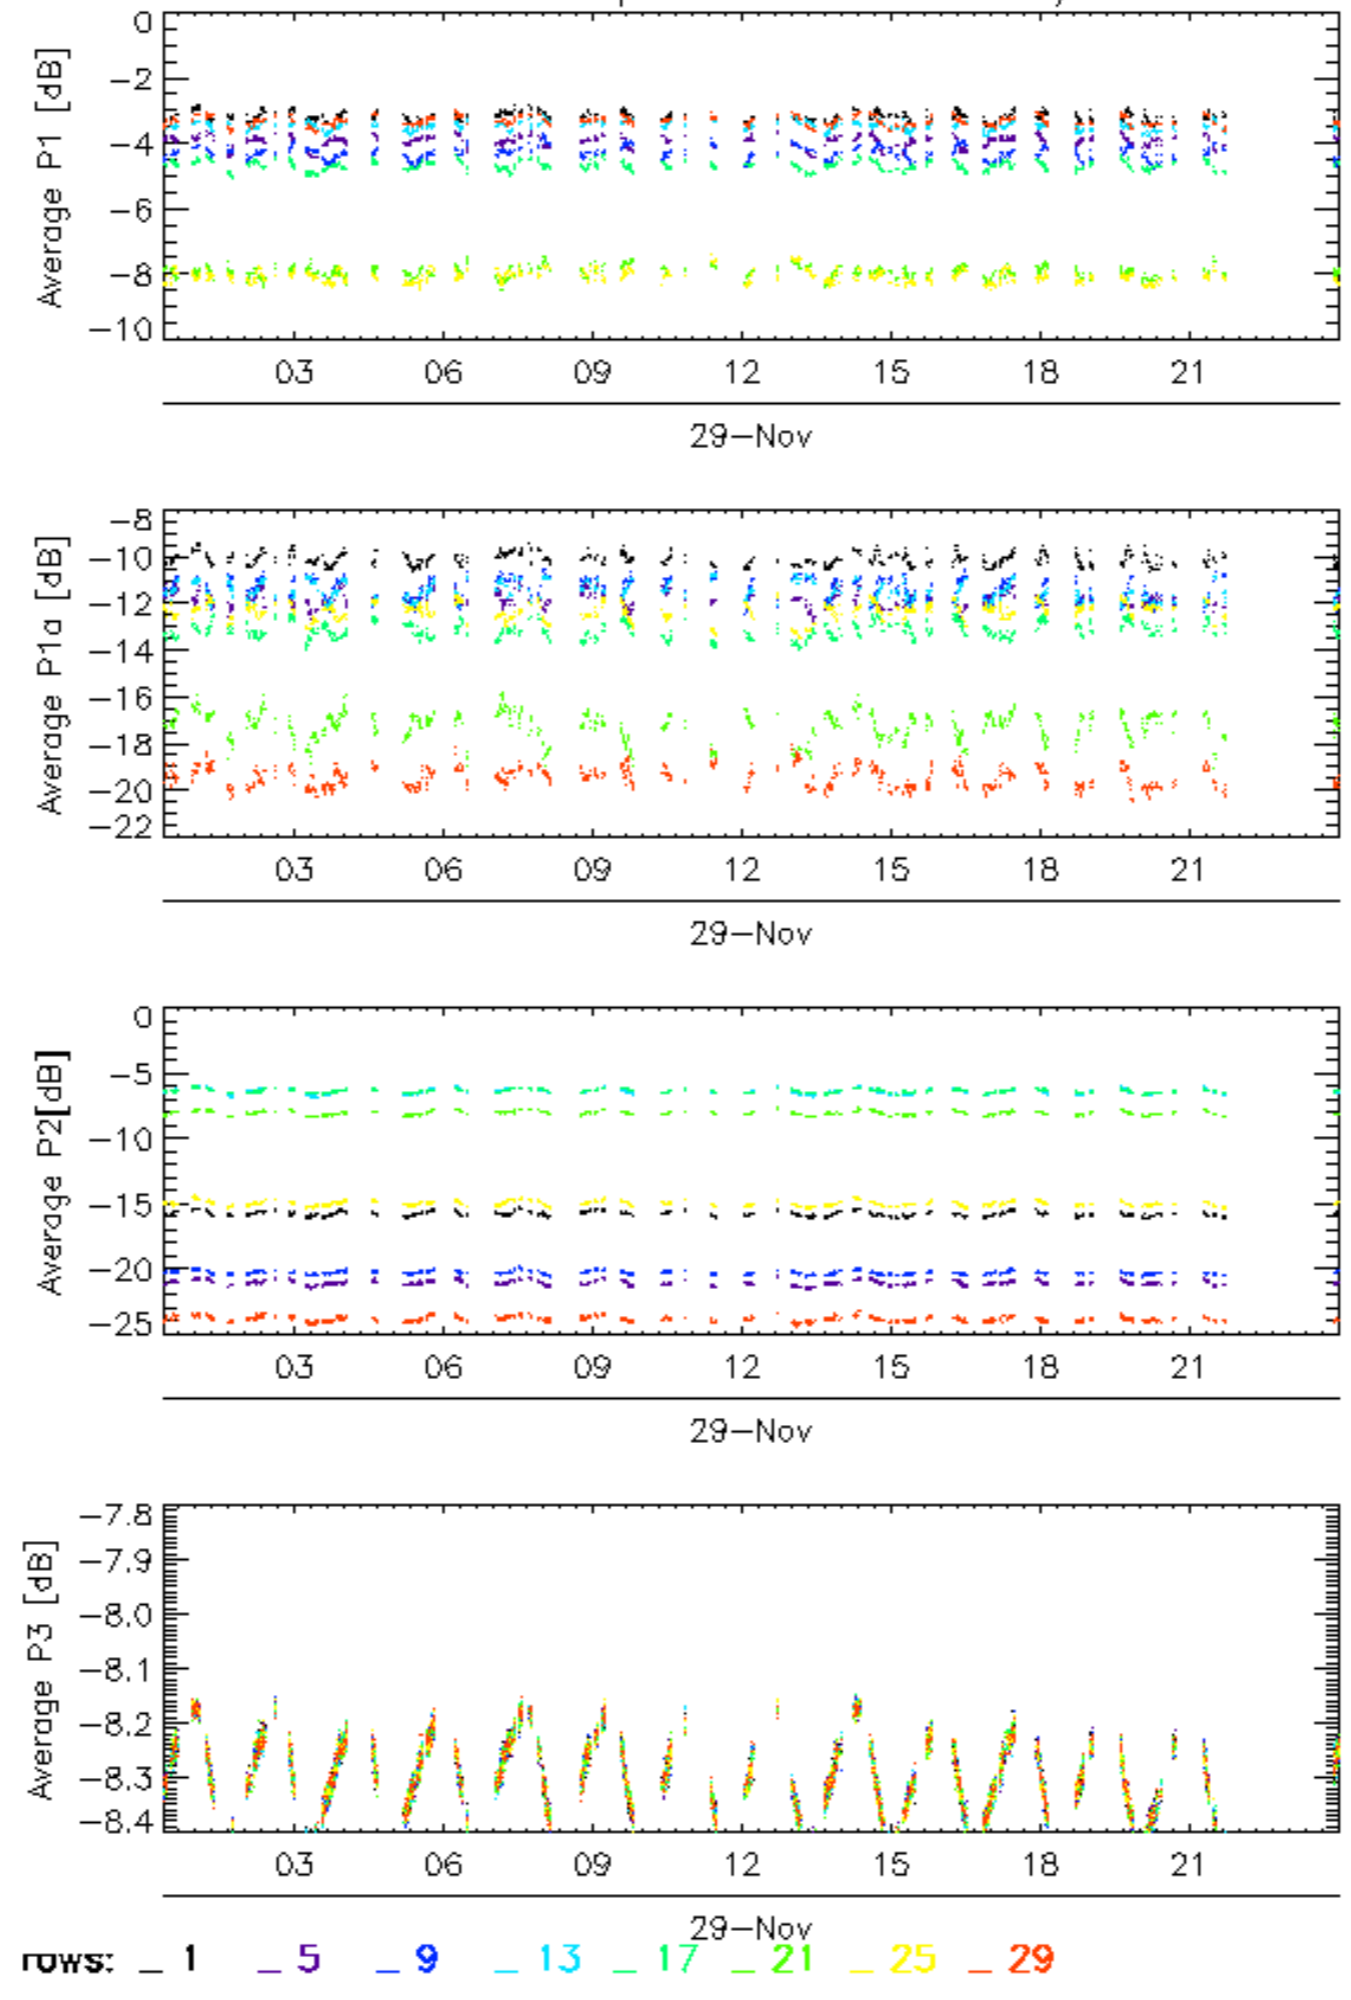 0
−2
−4
−6
−8
−10
Average P1 [dB]
03 06 09 12 15 18 21
29−Nov
−8
−10
−12
−14
−16
−18
−20
−22
Average P1a [dB]
03 06 09 12 15 18 21
29−Nov
0
−5
−10
−15
−20
−25
Average P2[dB]
03 06 09 12 15 18 21
29−Nov
−7.8
−7.9
−8.0
−8.1
−8.2
−8.3
−8.4
Average P3 [dB]
03 06 09 12 15 18 21
29−Nov
rows: _ 1 _ 5 _ 9 _ 13 _ 17 _ 21 _ 25 _ 29